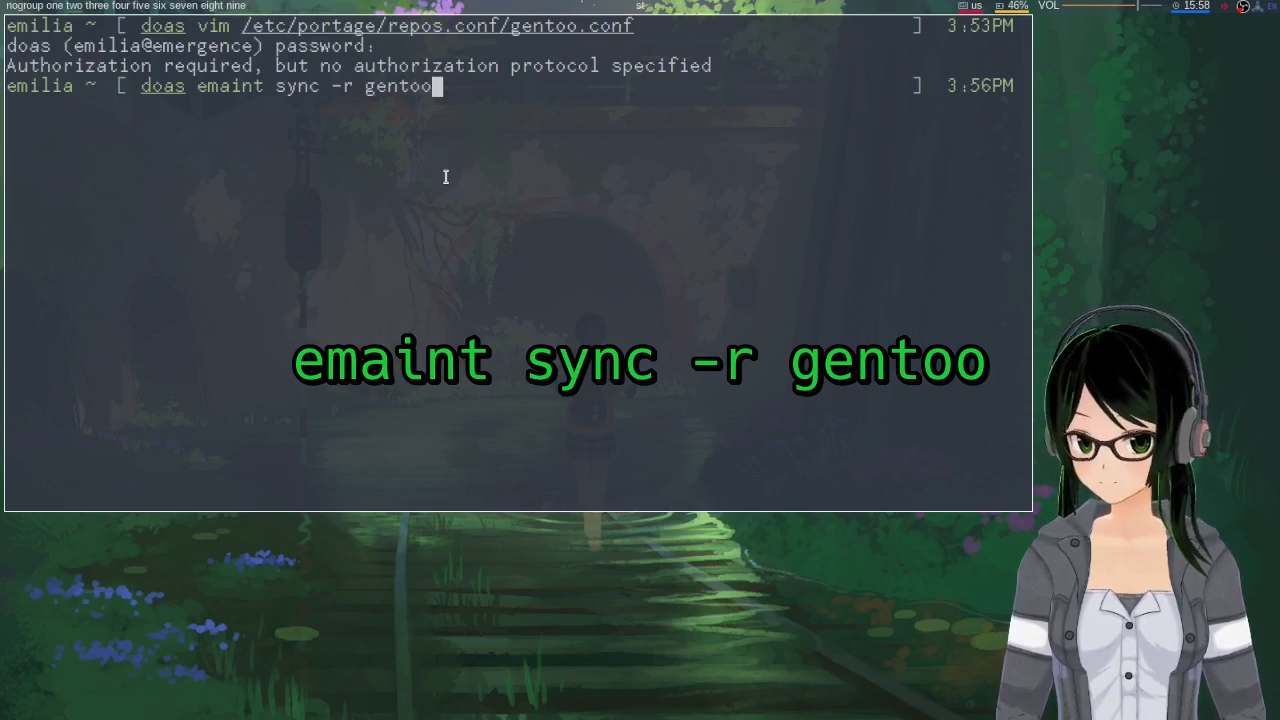 nogroup one two three four five six seven eight nine
us 46% VOL 15:58 EN
emilia ~ [ doas vim /etc/portage/repos.conf/gentoo.conf ] 3:53PM
doas (emilia@emergence) password:
Authorization required, but no authorization protocol specified
emilia ~ [ doas emaint sync -r gentoo ] 3:56PM
emaint sync -r gentoo